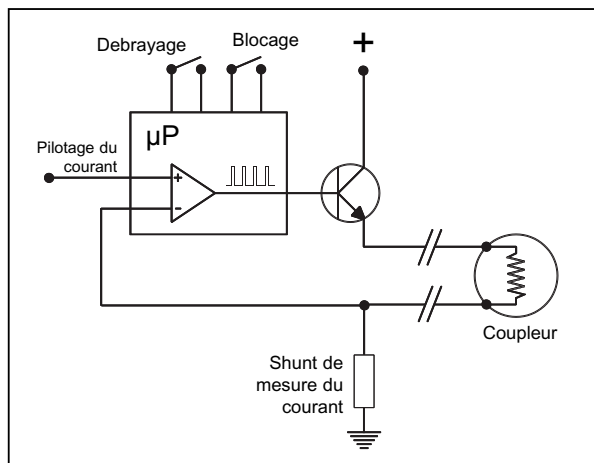 Debrayage
Blocage
+
µP
Pilotage du
courant
+
-
Coupleur
Shunt de
mesure du
courant